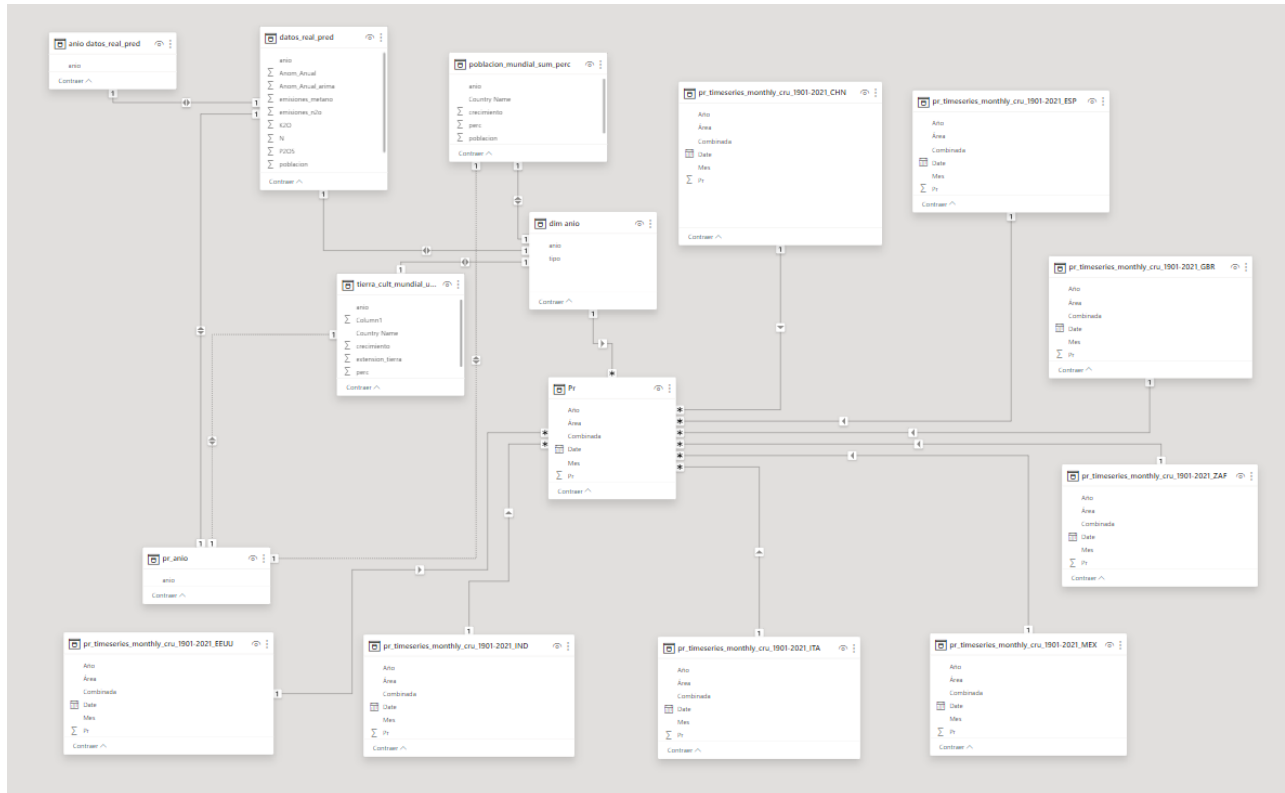 anio datos_real_pred
anio
Contraer
datos_real_pred
anio
Anom_Anual
Anom_Anual_arima
emisiones_metano
emisiones_n2o
K2O
N
P2O5
poblacion
Contraer
poblacion_mundial_sum_perc
anio
Country Name
crecimiento
perc
poblacion
Contraer
pr_timeseries_monthly_cru_1901-2021_CHN
Año
Área
Combinada
Date
Mes
Pr
Contraer
pr_timeseries_monthly_cru_1901-2021_ESP
Año
Área
Combinada
Date
Mes
Pr
Contraer
dim anio
anio
tipo
Contraer
tierra_cult_mundial_u...
anio
Column1
Country Name
crecimiento
extension_tierra
perc
Contraer
pr_timeseries_monthly_cru_1901-2021_GBR
Año
Área
Combinada
Date
Mes
Pr
Contraer
Pr
Año
Área
Combinada
Date
Mes
Pr
Contraer
pr_timeseries_monthly_cru_1901-2021_ZAF
Año
Área
Combinada
Date
Mes
Pr
Contraer
pr_anio
anio
Contraer
pr_timeseries_monthly_cru_1901-2021_EEUU
Año
Área
Combinada
Date
Mes
Pr
Contraer
pr_timeseries_monthly_cru_1901-2021_IND
Año
Área
Combinada
Date
Mes
Pr
Contraer
pr_timeseries_monthly_cru_1901-2021_ITA
Año
Área
Combinada
Date
Mes
Pr
Contraer
pr_timeseries_monthly_cru_1901-2021_MEX
Año
Área
Combinada
Date
Mes
Pr
Contraer